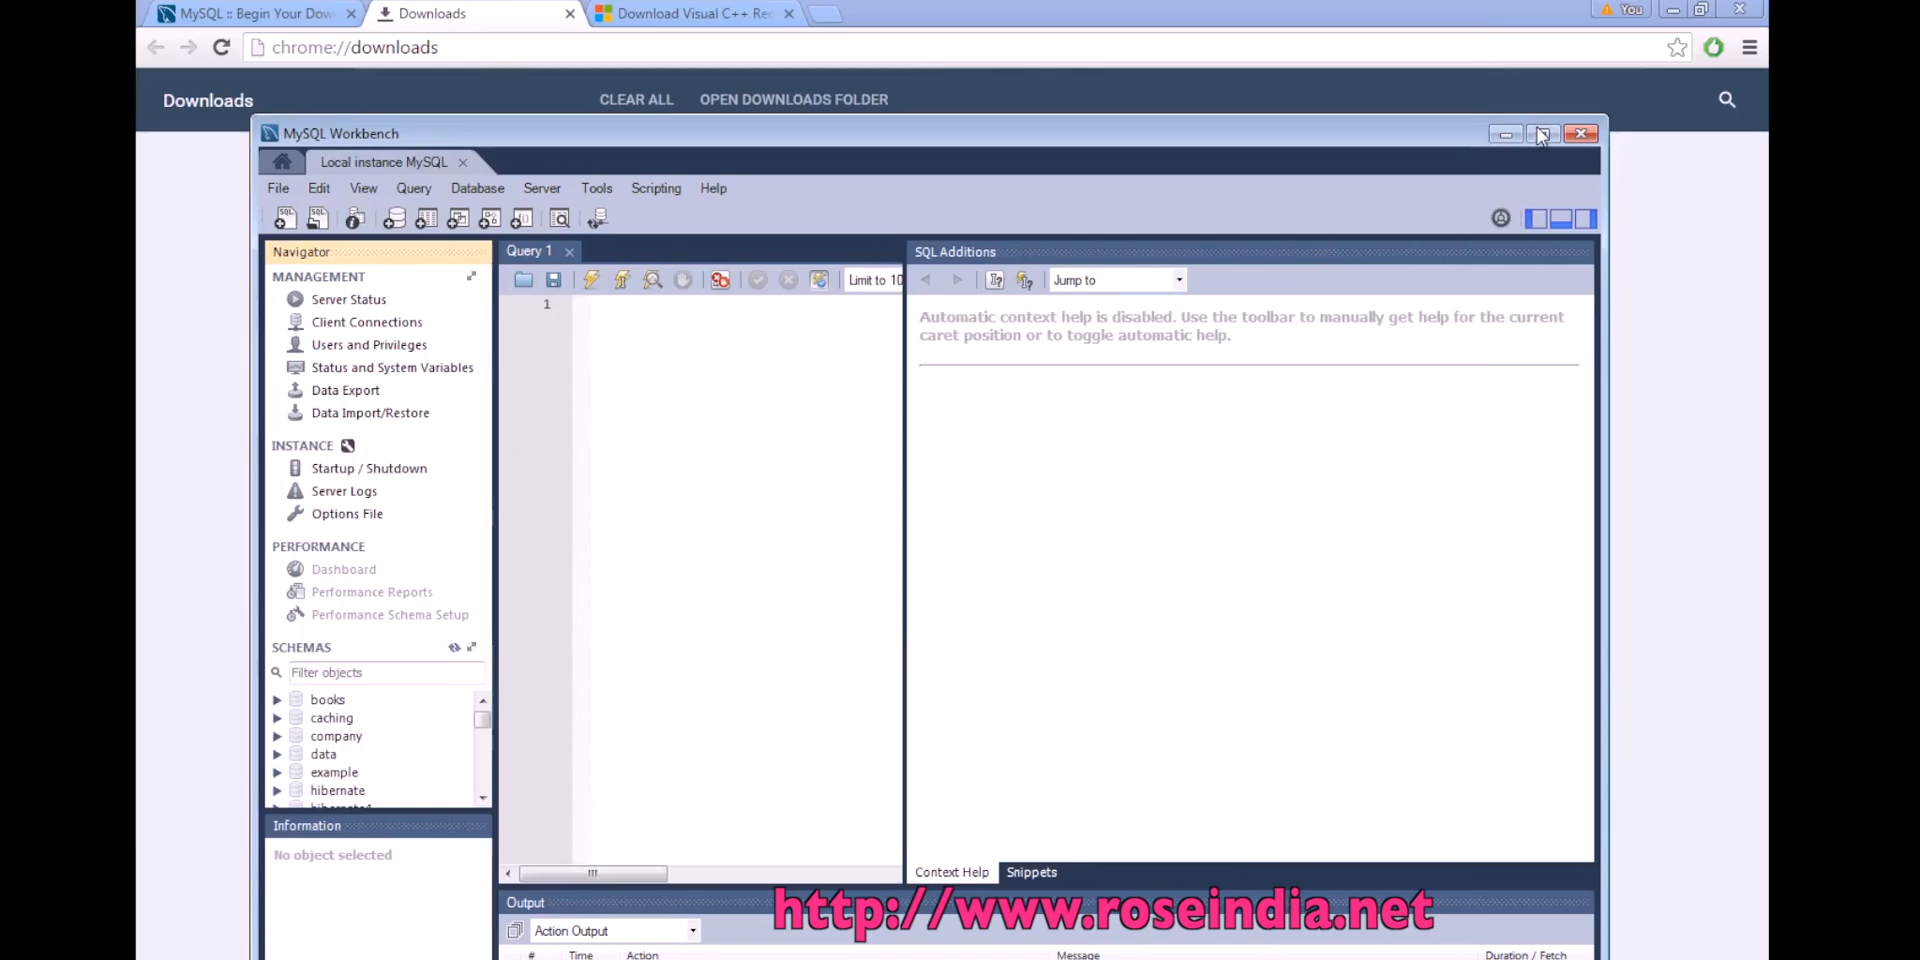 MySQL :: Begin Your Dow
Downloads
Download Visual C++ Re
You
chrome://downloads
Downloads
CLEAR ALL
OPEN DOWNLOADS FOLDER
MySQL Workbench
Local instance MySQL
File Edit View Query Database Server Tools Scripting Help
Navigator
MANAGEMENT
Server Status
Client Connections
Users and Privileges
Status and System Variables
Data Export
Data Import/Restore
INSTANCE
Startup / Shutdown
Server Logs
Options File
PERFORMANCE
Dashboard
Performance Reports
Performance Schema Setup
SCHEMAS
Filter objects
books
caching
company
data
example
hibernate
Information
No object selected
Query 1
Limit to 10
1
SQL Additions
Jump to
Automatic context help is disabled. Use the toolbar to manually get help for the current
caret position or to toggle automatic help.
Context Help
Snippets
Output
http://www.roseindia.net
Action Output
# Time Action Message Duration / Fetch